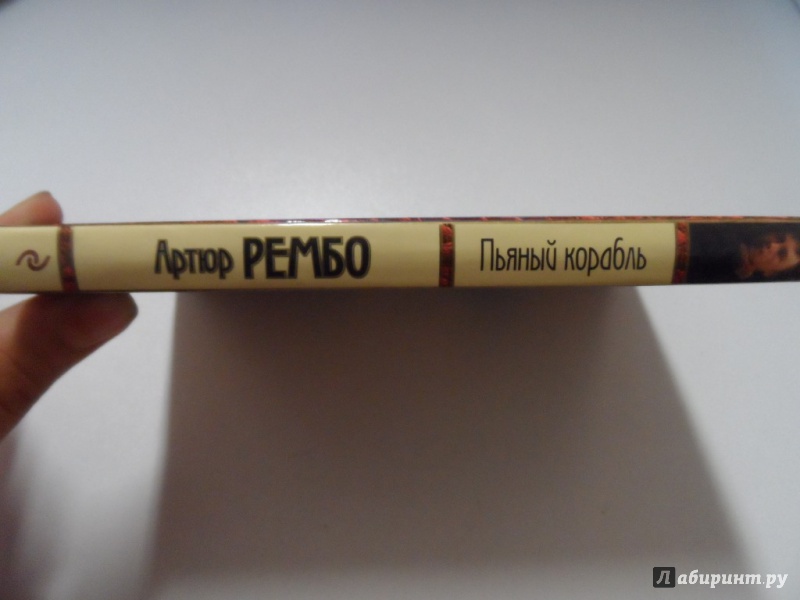 Артюр РЕМБО
Пьяный корабль
Лабиринт.ру